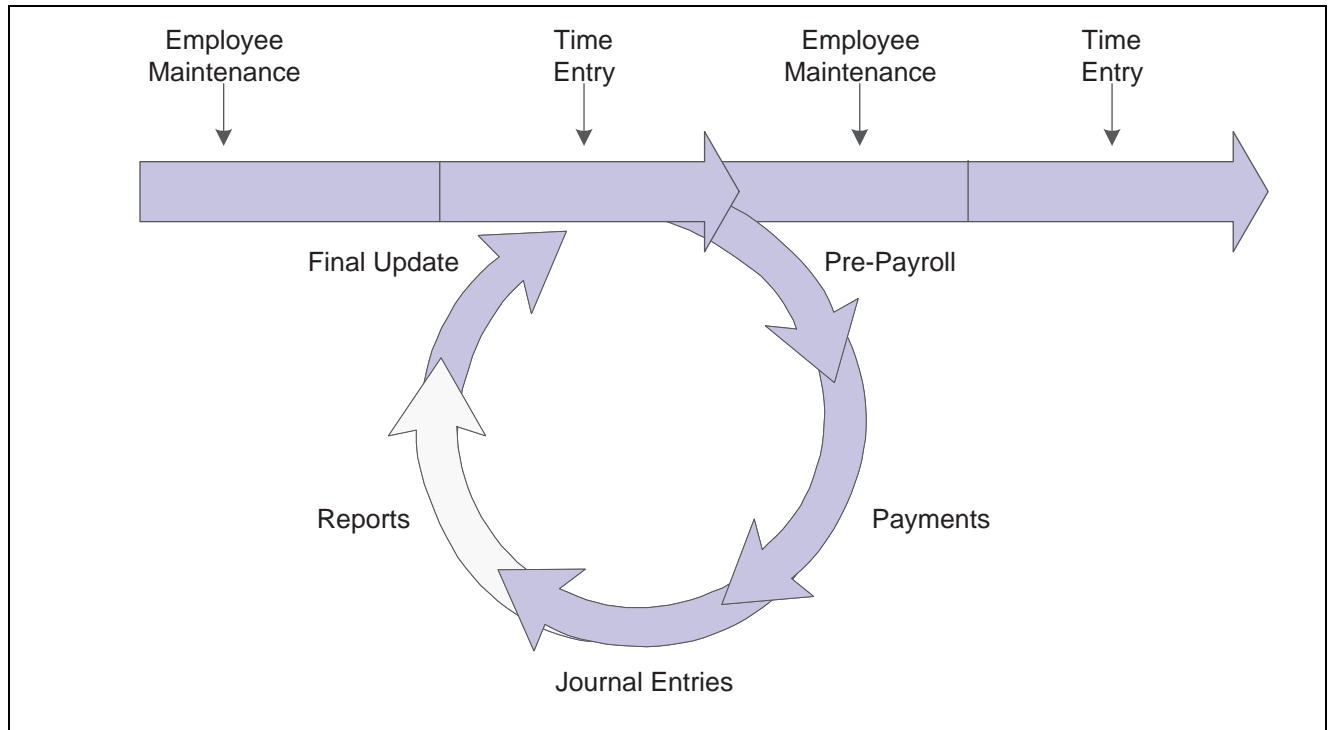 Employee
Maintenance
Time
Entry
Employee
Maintenance
Time
Entry
Final Update
Pre-Payroll
Reports
Payments
Journal Entries